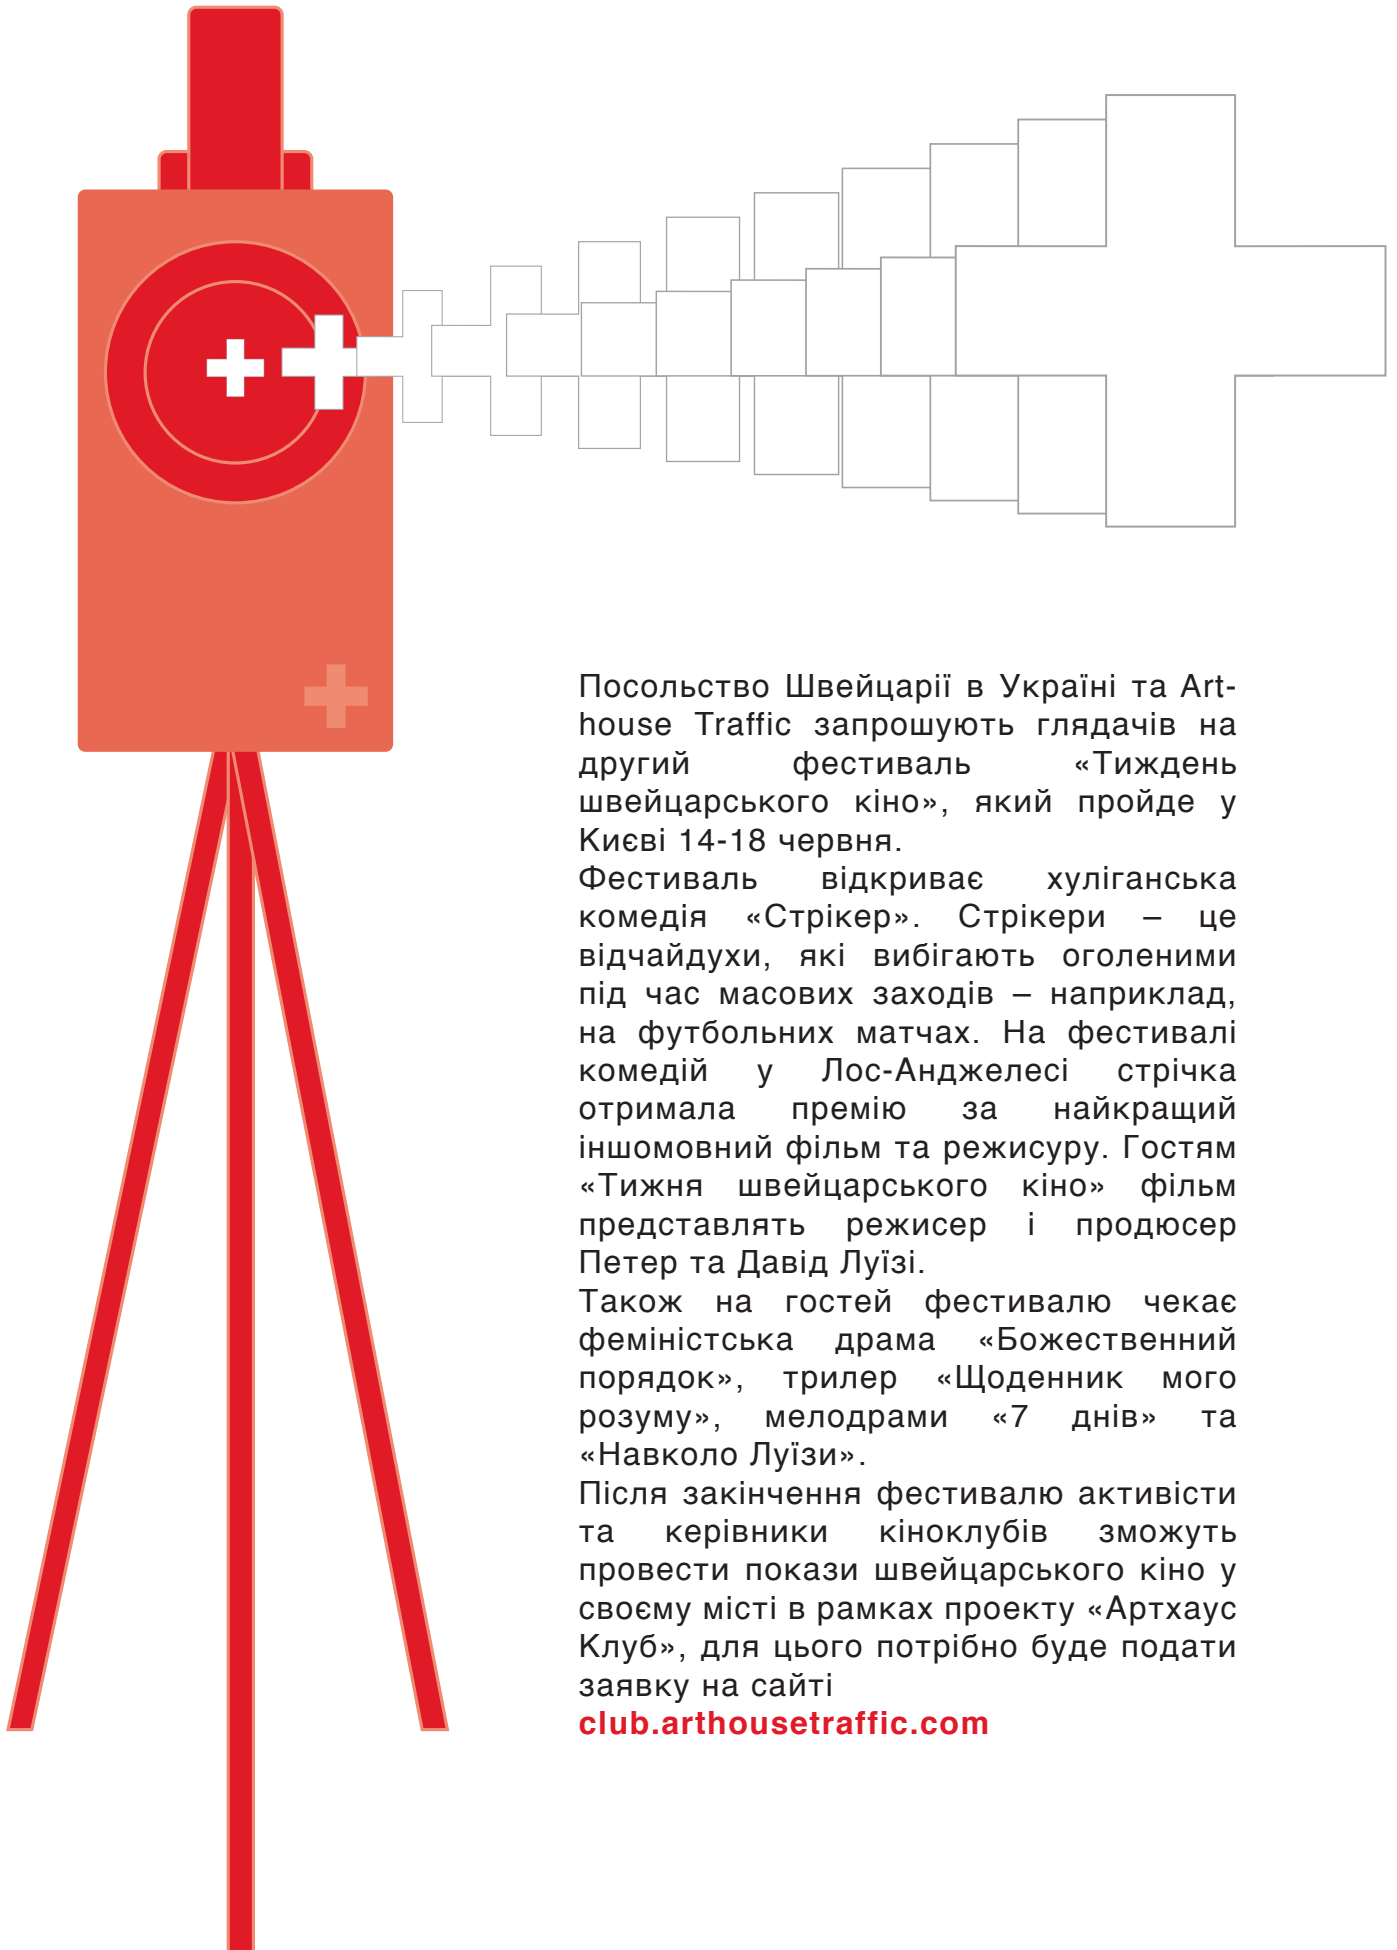 Посольство Швейцарії в Україні та Art-
house Traffic запрошують глядачів на
другий фестиваль «Тиждень
швейцарського кіно», який пройде у
Києві 14-18 червня.
Фестиваль відкриває хуліганська
комедія «Стрікер». Стрікери – це
відчайдухи, які вибігають оголеними
під час масових заходів – наприклад,
на футбольних матчах. На фестивалі
комедій у Лос-Анджелесі стрічка
отримала премію за найкращий
іншомовний фільм та режисуру. Гостям
«Тижня швейцарського кіно» фільм
представлять режисер і продюсер
Петер та Давід Луїзі.
Також на гостей фестивалю чекає
феміністська драма «Божественний
порядок», трилер «Щоденник мого
розуму», мелодрами «7 днів» та
«Навколо Луїзи».
Після закінчення фестивалю активісти
та керівники кіноклубів зможуть
провести покази швейцарського кіно у
своєму місті в рамках проекту «Артхаус
Клуб», для цього потрібно буде подати
заявку на сайті
club.arthousetraffic.com